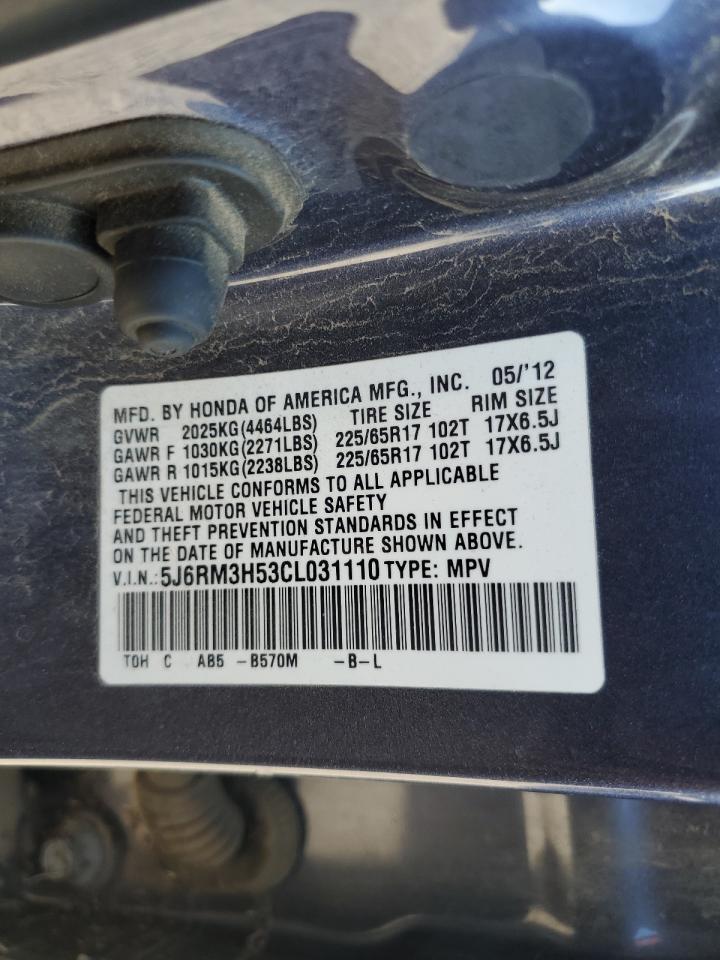 MFD. BY HONDA OF AMERICA MFG., INC. 05/'12
GVWR 2025KG(4464LBS) TIRE SIZE RIM SIZE
GAWR F 1030KG(2271LBS) 225/65R17 102T 17X6.5J
GAWR R 1015KG(2238LBS) 225/65R17 102T 17X6.5J
THIS VEHICLE CONFORMS TO ALL APPLICABLE
FEDERAL MOTOR VEHICLE SAFETY
AND THEFT PREVENTION STANDARDS IN EFFECT
ON THE DATE OF MANUFACTURE SHOWN ABOVE.
V.I.N.: 5J6RM3H53CL031110 TYPE: MPV
TOH C AB5 -B570M -B-L